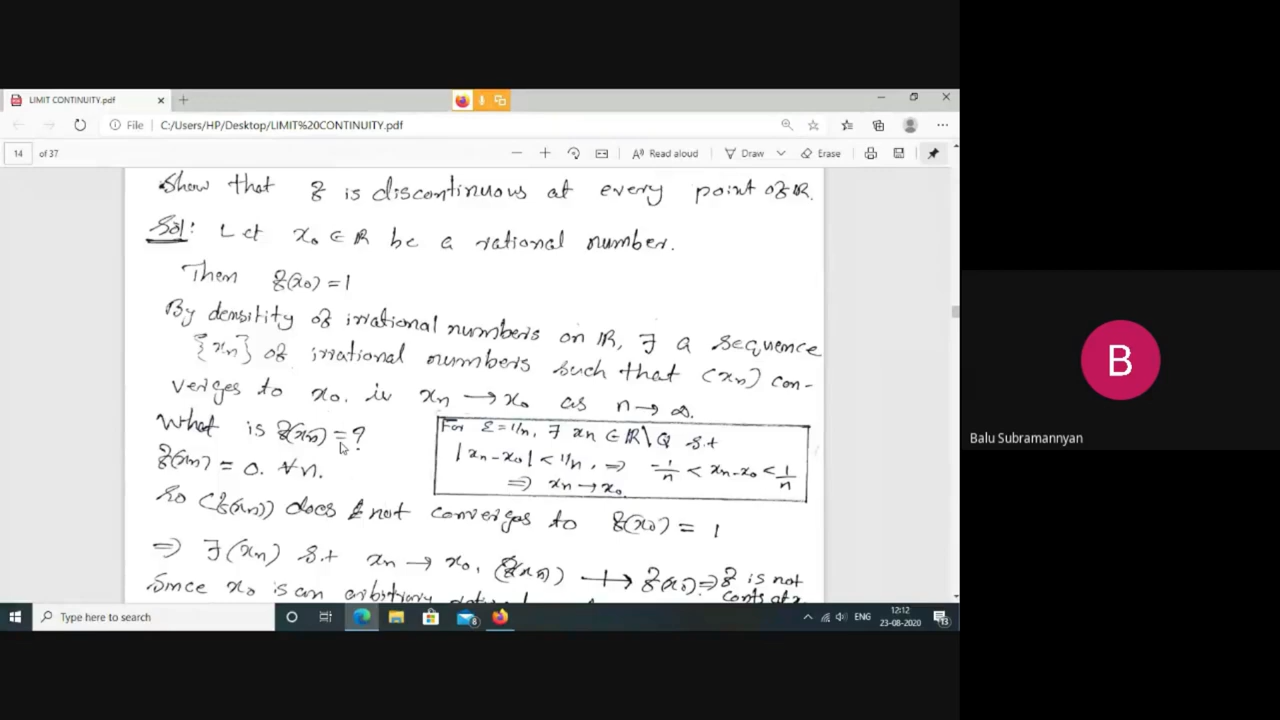 LIMIT CONTINUITY.pdf
File C:/Users/HP/Desktop/LIMIT%20CONTINUITY.pdf
14 of 37 Read aloud Draw Erase
Show that f is discontinuous at every point of ℝ.
Sol: Let x₀ ∈ ℝ be a rational number.
Then f(x₀) = 1
By densitity of irrational numbers on ℝ, ∃ a sequence
{xn} of irrational numbers such that (xn) con-
verges to x₀. ie xn → x₀ as n → ∞.
What is f(xn) = ?
f(xn) = 0. ∀ n.
For ε = 1/n, ∃ xn ∈ ℝ\Q s.t
|xn - x₀| < 1/n, ⇒ -1/n < xn - x₀ < 1/n
⇒ xn → x₀.
So (f(xn)) does not converges to f(x₀) = 1
⇒ ∃ (xn) s.t xn → x₀, (f(xn)) ↛ f(x₀) ⇒ f is not
conts at x₀
Since x₀ is an arbitrary
B
Balu Subramannyan
Type here to search
8
ENG
12:12
23-08-2020
13